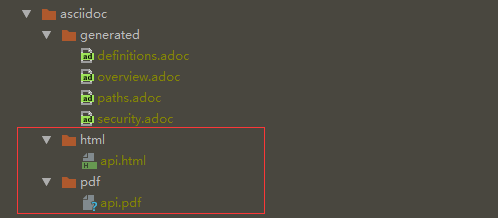 asciidoc
generated
definitions.adoc
overview.adoc
paths.adoc
security.adoc
html
api.html
pdf
api.pdf